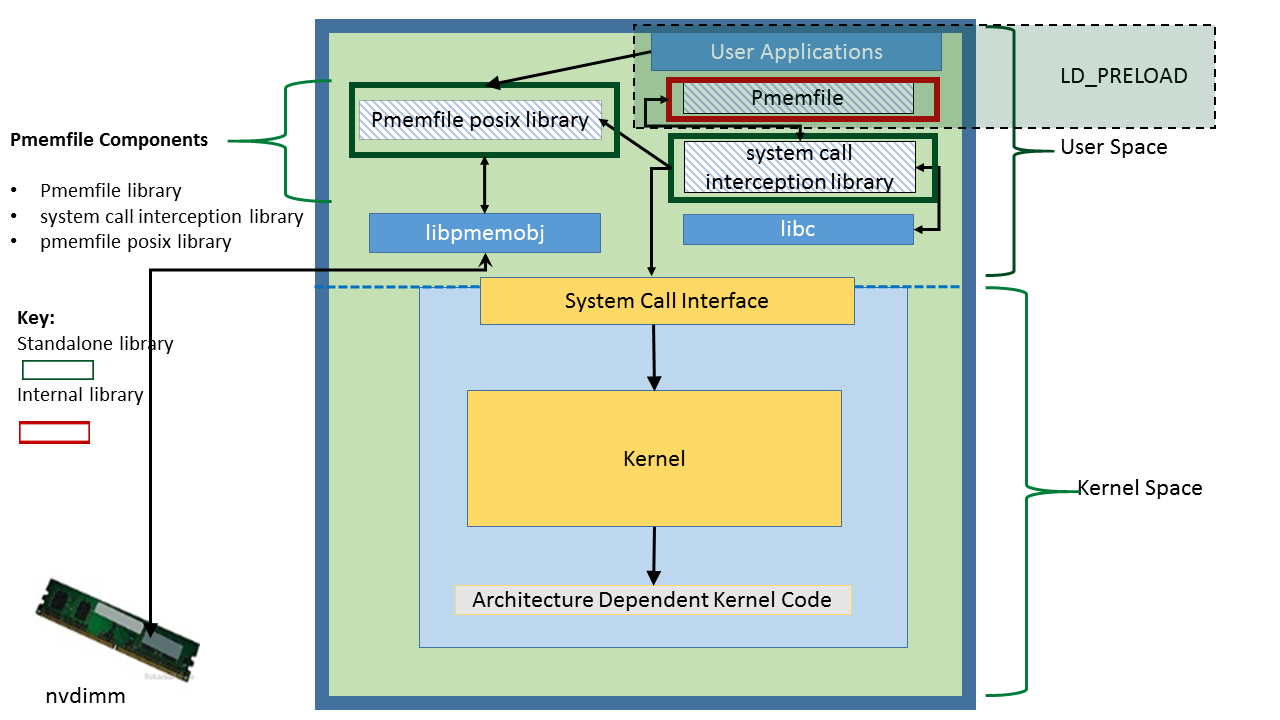 User Applications
LD_PRELOAD
Pmemfile
Pmemfile posix library
Pmemfile Components
User Space
system call
interception library
• Pmemfile library
• system call interception library
• pmemfile posix library
libpmemobj
libc
System Call Interface
Key:
Standalone library
Internal library
Kernel
Kernel Space
Architecture Dependent Kernel Code
nvdimm